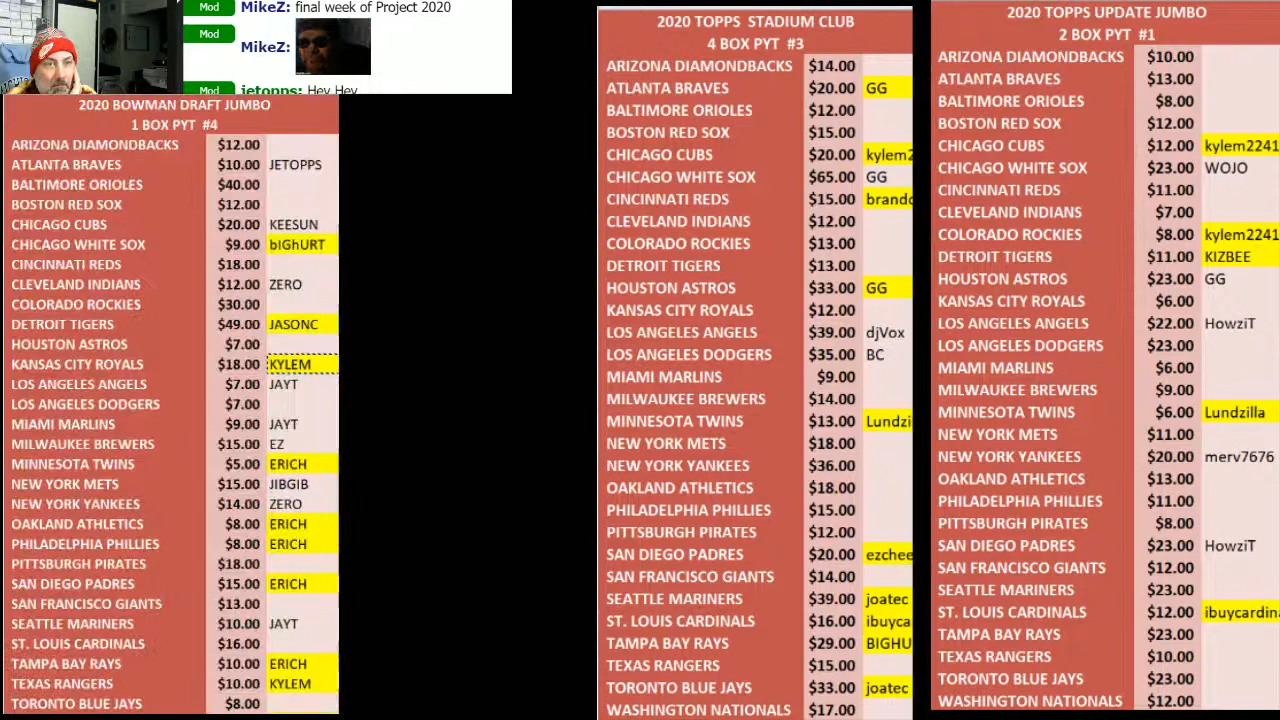 Mod MikeZ: final week of Project 2020
Mod MikeZ:
Mod jetopps: Hey Hey
2020 BOWMAN DRAFT JUMBO
1 BOX PYT #4
ARIZONA DIAMONDBACKS $12.00
ATLANTA BRAVES $10.00 JETOPPS
BALTIMORE ORIOLES $40.00
BOSTON RED SOX $12.00
CHICAGO CUBS $20.00 KEESUN
CHICAGO WHITE SOX $9.00 bIGhURT
CINCINNATI REDS $18.00
CLEVELAND INDIANS $12.00 ZERO
COLORADO ROCKIES $30.00
DETROIT TIGERS $49.00 JASONC
HOUSTON ASTROS $7.00
KANSAS CITY ROYALS $18.00 KYLEM
LOS ANGELES ANGELS $7.00 JAYT
LOS ANGELES DODGERS $7.00
MIAMI MARLINS $9.00 JAYT
MILWAUKEE BREWERS $15.00 EZ
MINNESOTA TWINS $5.00 ERICH
NEW YORK METS $15.00 JIBGIB
NEW YORK YANKEES $14.00 ZERO
OAKLAND ATHLETICS $8.00 ERICH
PHILADELPHIA PHILLIES $8.00 ERICH
PITTSBURGH PIRATES $18.00
SAN DIEGO PADRES $15.00 ERICH
SAN FRANCISCO GIANTS $13.00
SEATTLE MARINERS $10.00 JAYT
ST. LOUIS CARDINALS $16.00
TAMPA BAY RAYS $10.00 ERICH
TEXAS RANGERS $10.00 KYLEM
TORONTO BLUE JAYS $8.00
2020 TOPPS STADIUM CLUB
4 BOX PYT #3
ARIZONA DIAMONDBACKS $14.00
ATLANTA BRAVES $20.00 GG
BALTIMORE ORIOLES $12.00
BOSTON RED SOX $15.00
CHICAGO CUBS $20.00 kylem2
CHICAGO WHITE SOX $65.00 GG
CINCINNATI REDS $15.00 brando
CLEVELAND INDIANS $12.00
COLORADO ROCKIES $13.00
DETROIT TIGERS $13.00
HOUSTON ASTROS $33.00 GG
KANSAS CITY ROYALS $12.00
LOS ANGELES ANGELS $39.00 djVox
LOS ANGELES DODGERS $35.00 BC
MIAMI MARLINS $9.00
MILWAUKEE BREWERS $14.00
MINNESOTA TWINS $13.00 Lundzi
NEW YORK METS $18.00
NEW YORK YANKEES $36.00
OAKLAND ATHLETICS $18.00
PHILADELPHIA PHILLIES $15.00
PITTSBURGH PIRATES $12.00
SAN DIEGO PADRES $20.00 ezchee
SAN FRANCISCO GIANTS $14.00
SEATTLE MARINERS $39.00 joatec
ST. LOUIS CARDINALS $16.00 ibuyca
TAMPA BAY RAYS $29.00 BIGHU
TEXAS RANGERS $15.00
TORONTO BLUE JAYS $33.00 joatec
WASHINGTON NATIONALS $17.00
2020 TOPPS UPDATE JUMBO
2 BOX PYT #1
ARIZONA DIAMONDBACKS $10.00
ATLANTA BRAVES $13.00
BALTIMORE ORIOLES $8.00
BOSTON RED SOX $12.00
CHICAGO CUBS $12.00 kylem2241
CHICAGO WHITE SOX $23.00 WOJO
CINCINNATI REDS $11.00
CLEVELAND INDIANS $7.00
COLORADO ROCKIES $8.00 kylem2241
DETROIT TIGERS $11.00 KIZBEE
HOUSTON ASTROS $23.00 GG
KANSAS CITY ROYALS $6.00
LOS ANGELES ANGELS $22.00 HowziT
LOS ANGELES DODGERS $23.00
MIAMI MARLINS $6.00
MILWAUKEE BREWERS $9.00
MINNESOTA TWINS $6.00 Lundzilla
NEW YORK METS $11.00
NEW YORK YANKEES $20.00 merv7676
OAKLAND ATHLETICS $13.00
PHILADELPHIA PHILLIES $11.00
PITTSBURGH PIRATES $8.00
SAN DIEGO PADRES $23.00 HowziT
SAN FRANCISCO GIANTS $12.00
SEATTLE MARINERS $23.00
ST. LOUIS CARDINALS $12.00 ibuycardin
TAMPA BAY RAYS $23.00
TEXAS RANGERS $10.00
TORONTO BLUE JAYS $23.00
WASHINGTON NATIONALS $12.00